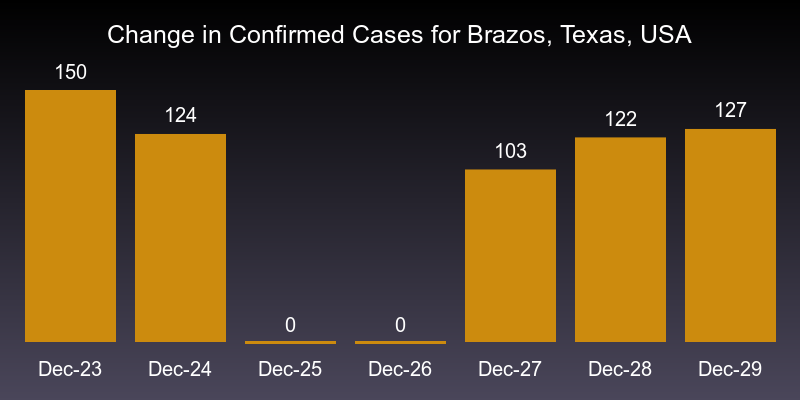 Change in Confirmed Cases for Brazos, Texas, USA
150
124
0
0
103
122
127
Dec-23
Dec-24
Dec-25
Dec-26
Dec-27
Dec-28
Dec-29